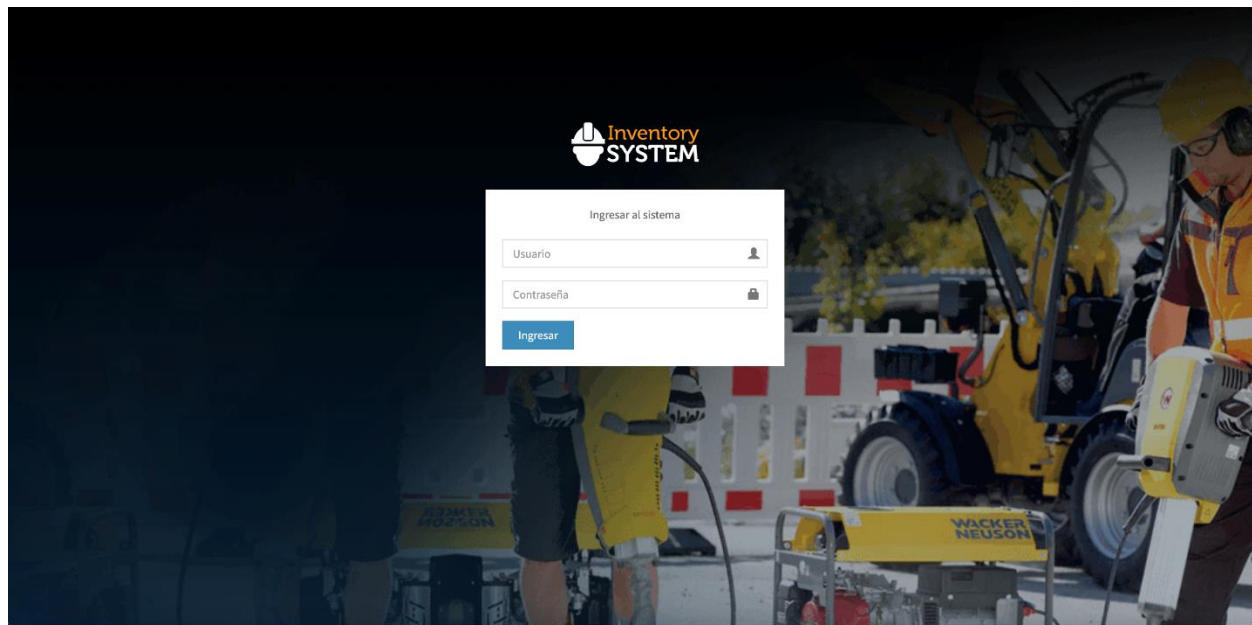 Inventory
SYSTEM
Ingresar al sistema
Usuario
Contraseña
Ingresar
WACKER
NEUSON